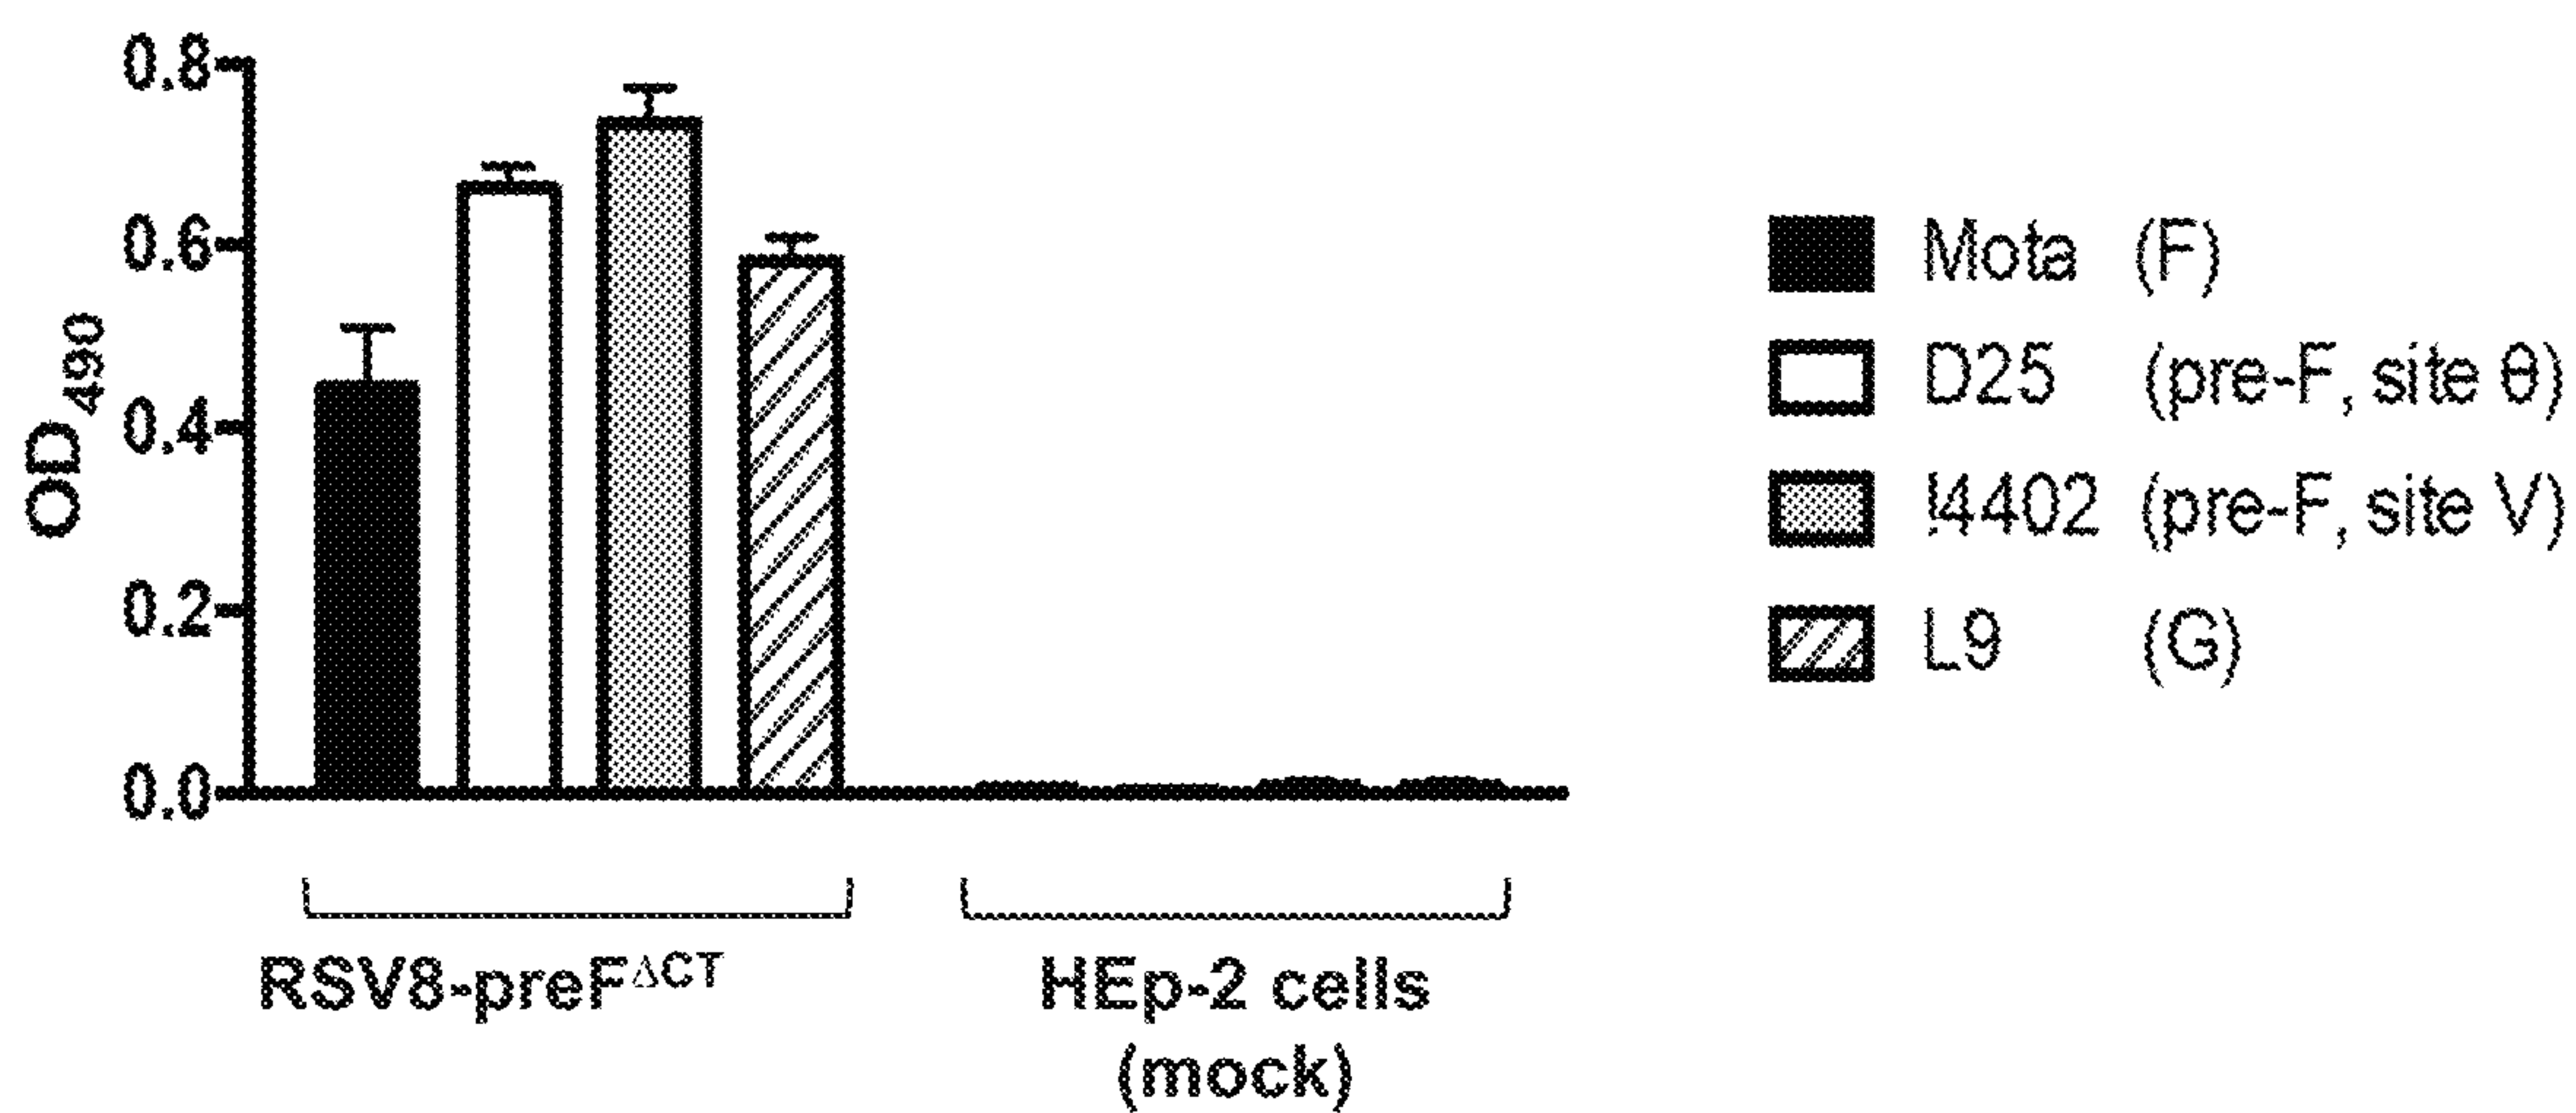 0.8
0.6
0.4
0.2
0.0
OD490
Mota (F)
D25 (pre-F, site θ)
I4402 (pre-F, site V)
L9 (G)
RSV8-preFΔCT
HEp-2 cells
(mock)